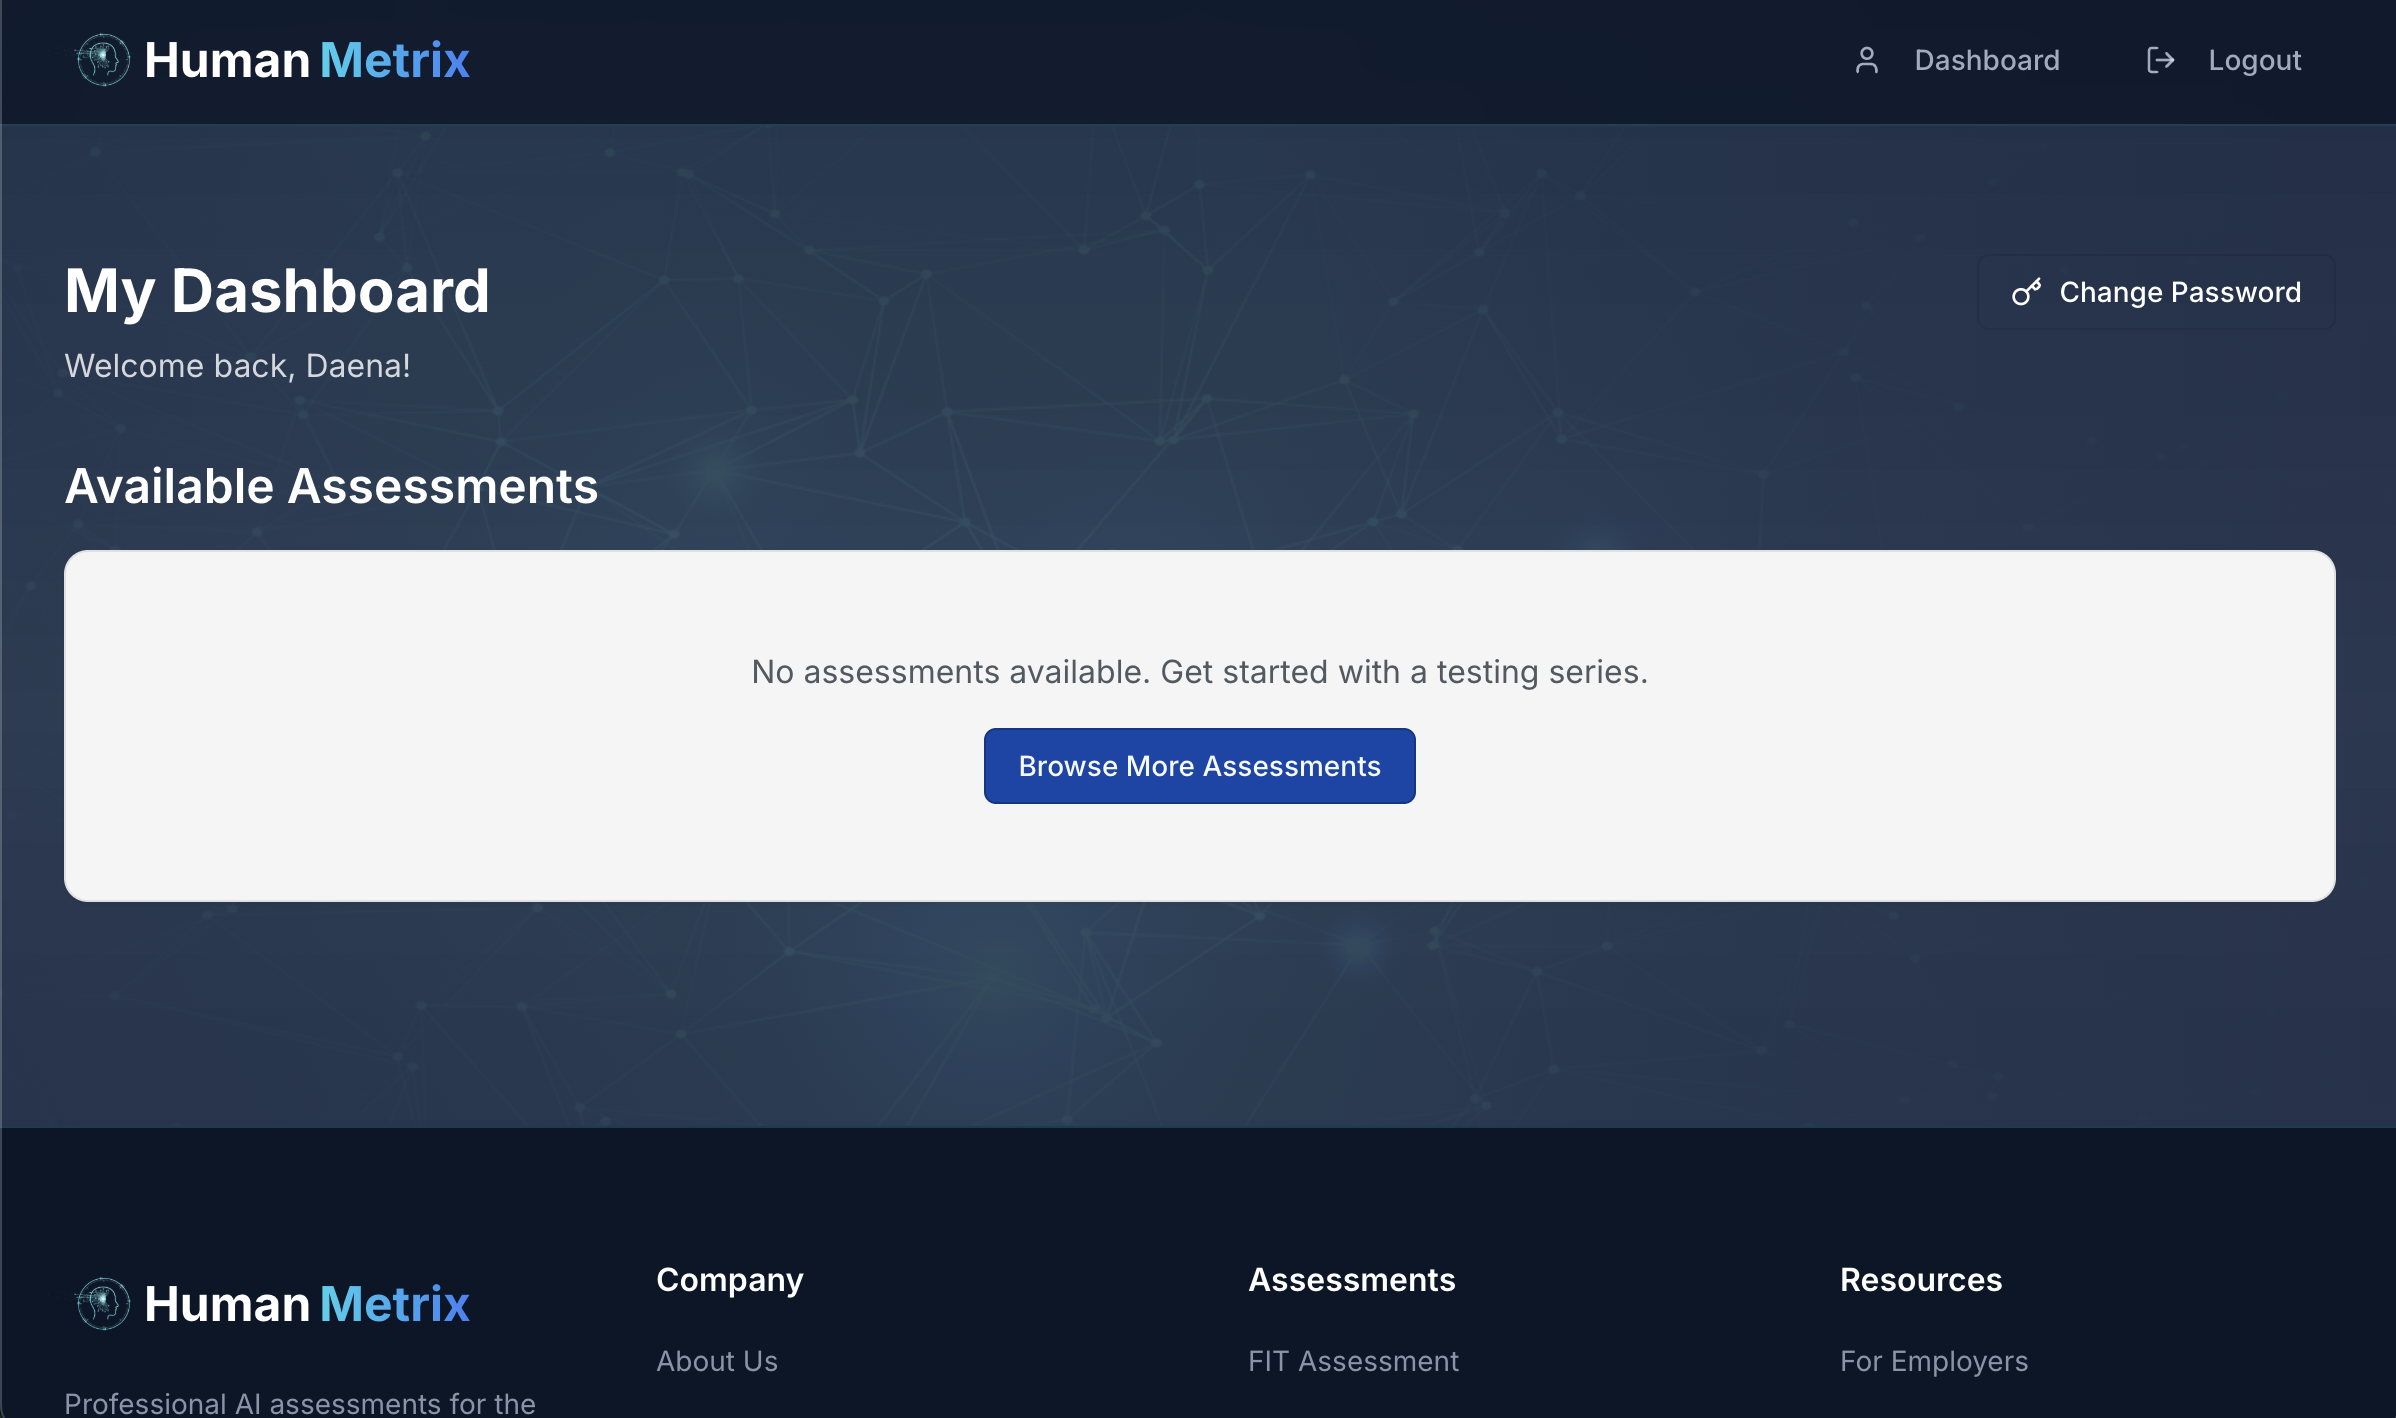 Human Metrix
Dashboard
Logout
My Dashboard
Change Password
Welcome back, Daena!
Available Assessments
No assessments available. Get started with a testing series.
Browse More Assessments
Human Metrix
Professional AI assessments for the
Company
About Us
Assessments
FIT Assessment
Resources
For Employers